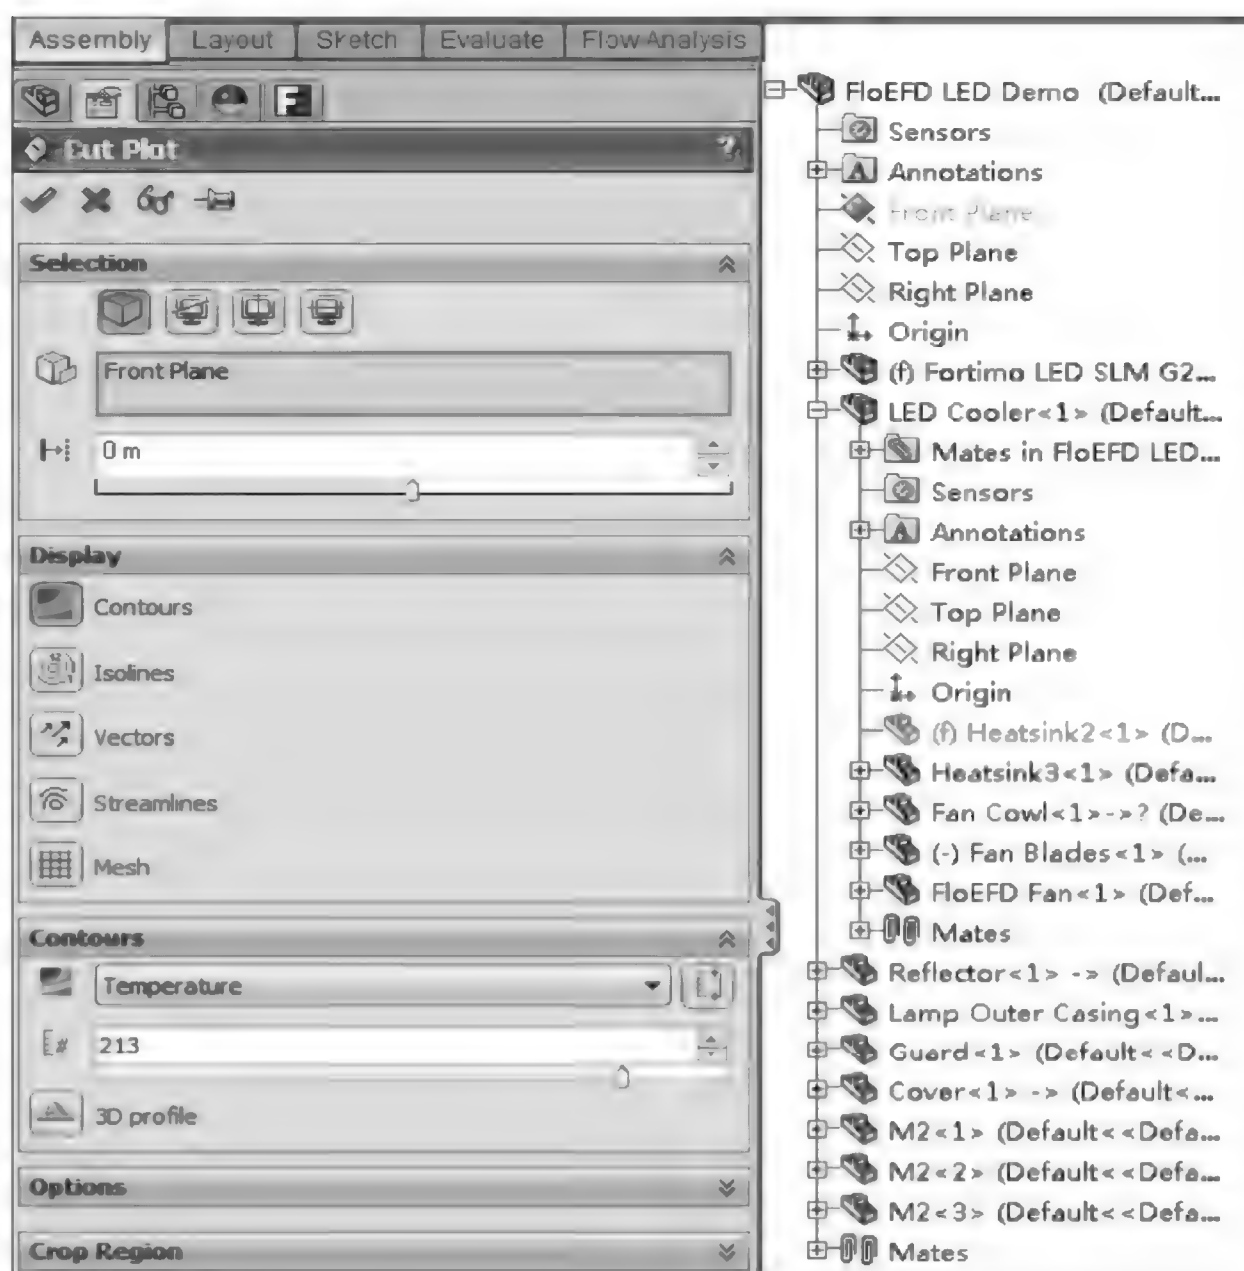 Assembly Layout Sketch Evaluate Flow Analysis
Cut Plot
Selection
Front Plane
0 m
Display
Contours
Isolines
Vectors
Streamlines
Mesh
Contours
Temperature
213
3D profile
Options
Crop Region
FloEFD LED Demo (Default...
Sensors
Annotations
Front Plane
Top Plane
Right Plane
Origin
(f) Fortimo LED SLM G2...
LED Cooler<1> (Default...
Mates in FloEFD LED...
Sensors
Annotations
Front Plane
Top Plane
Right Plane
Origin
(f) Heatsink2<1> (D...
Heatsink3<1> (Defa...
Fan Cowl<1>->? (De...
(-) Fan Blades<1> (...
FloEFD Fan<1> (Def...
Mates
Reflector<1> -> (Defaul...
Lamp Outer Casing<1>...
Guard<1> (Default<<D...
Cover<1> -> (Default<...
M2<1> (Default<<Defa...
M2<2> (Default<<Defa...
M2<3> (Default<<Defa...
Mates